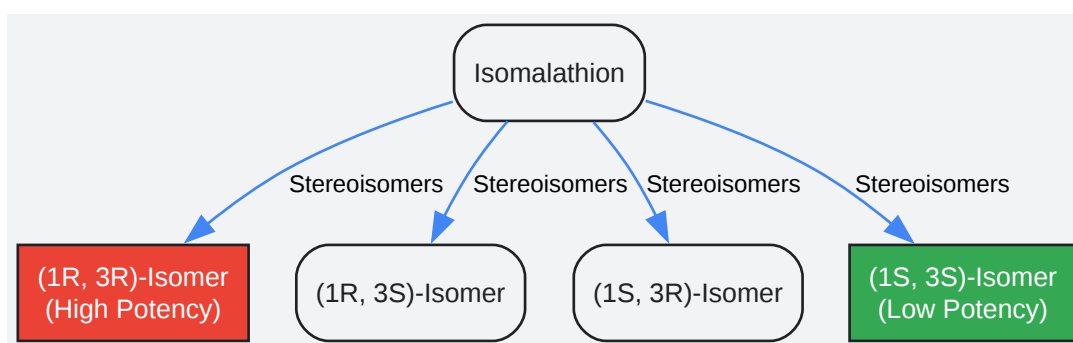 Isomalathion
Stereoisomers
Stereoisomers
Stereoisomers
Stereoisomers
(1R, 3R)-Isomer
(High Potency)
(1R, 3S)-Isomer
(1S, 3R)-Isomer
(1S, 3S)-Isomer
(Low Potency)